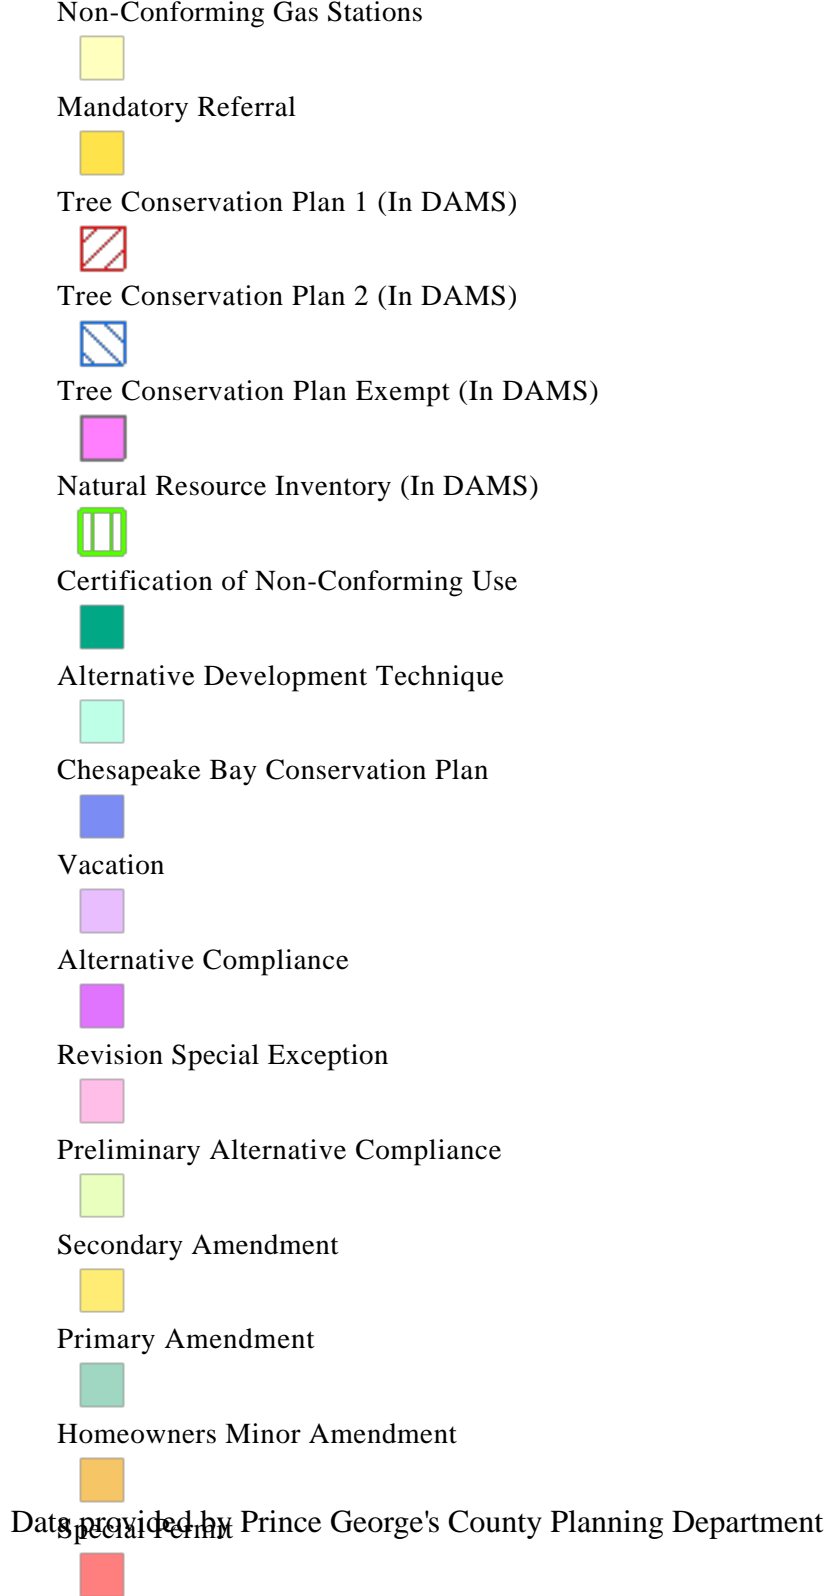 Non-Conforming Gas Stations
Mandatory Referral
Tree Conservation Plan 1 (In DAMS)
Tree Conservation Plan 2 (In DAMS)
Tree Conservation Plan Exempt (In DAMS)
Natural Resource Inventory (In DAMS)
Certification of Non-Conforming Use
Alternative Development Technique
Chesapeake Bay Conservation Plan
Vacation
Alternative Compliance
Revision Special Exception
Preliminary Alternative Compliance
Secondary Amendment
Primary Amendment
Homeowners Minor Amendment
Data provided by Prince George's County Planning Department
Special Permit